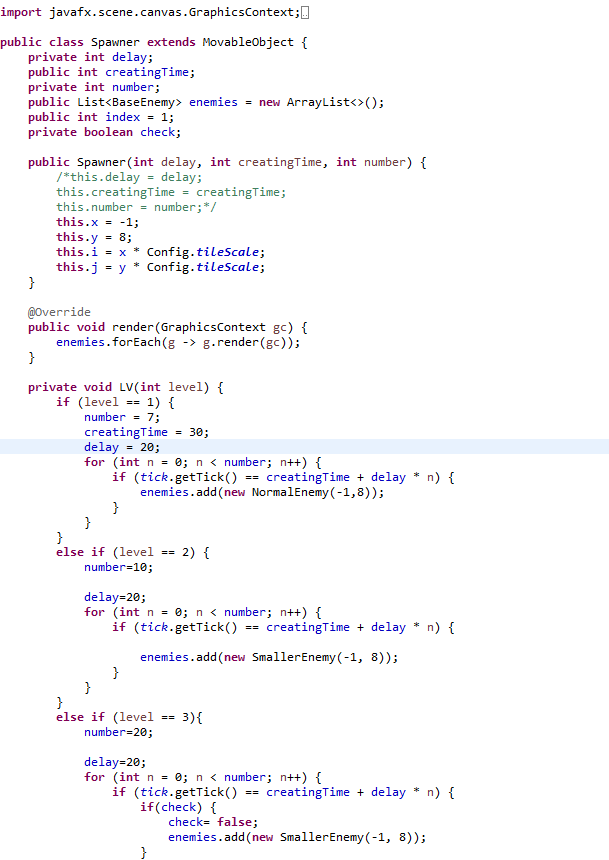 import javafx.scene.canvas.GraphicsContext;
public class Spawner extends MovableObject {
    private int delay;
    public int creatingTime;
    private int number;
    public List<BaseEnemy> enemies = new ArrayList<>();
    public int index = 1;
    private boolean check;
    public Spawner(int delay, int creatingTime, int number) {
        /*this.delay = delay;
        this.creatingTime = creatingTime;
        this.number = number;*/
        this.x = -1;
        this.y = 8;
        this.i = x * Config.tileScale;
        this.j = y * Config.tileScale;
    }
    @Override
    public void render(GraphicsContext gc) {
        enemies.forEach(g -> g.render(gc));
    }
    private void LV(int level) {
        if (level == 1) {
            number = 7;
            creatingTime = 30;
            delay = 20;
            for (int n = 0; n < number; n++) {
                if (tick.getTick() == creatingTime + delay * n) {
                    enemies.add(new NormalEnemy(-1,8));
                }
            }
        }
        else if (level == 2) {
            number=10;
            delay=20;
            for (int n = 0; n < number; n++) {
                if (tick.getTick() == creatingTime + delay * n) {
                    enemies.add(new SmallerEnemy(-1, 8));
                }
            }
        }
        else if (level == 3){
            number=20;
            delay=20;
            for (int n = 0; n < number; n++) {
                if (tick.getTick() == creatingTime + delay * n) {
                    if(check) {
                        check= false;
                        enemies.add(new SmallerEnemy(-1, 8));
                    }